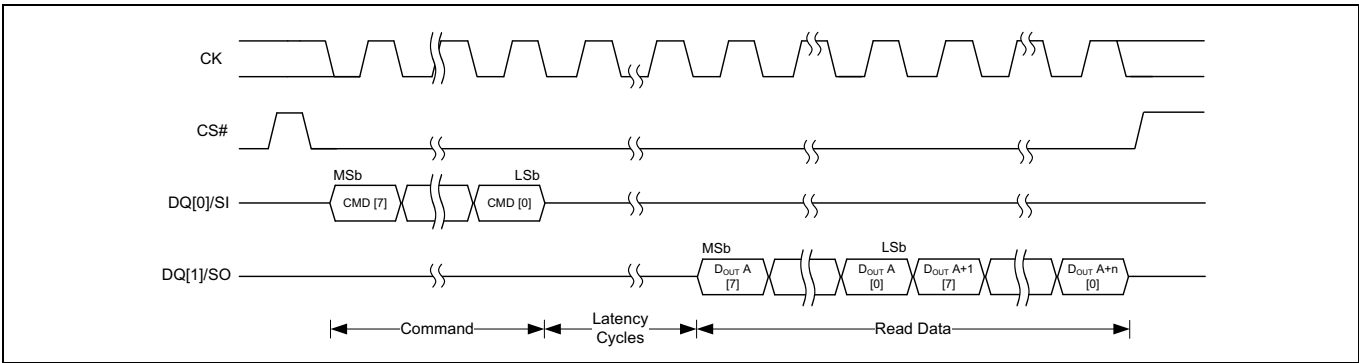 CK
CS#
MSb LSb
DQ[0]/SI CMD [7] CMD [0]
MSb LSb
DQ[1]/SO DOUT A [7] DOUT A [0] DOUT A+1 [7] DOUT A+n [0]
Command Latency Cycles Read Data